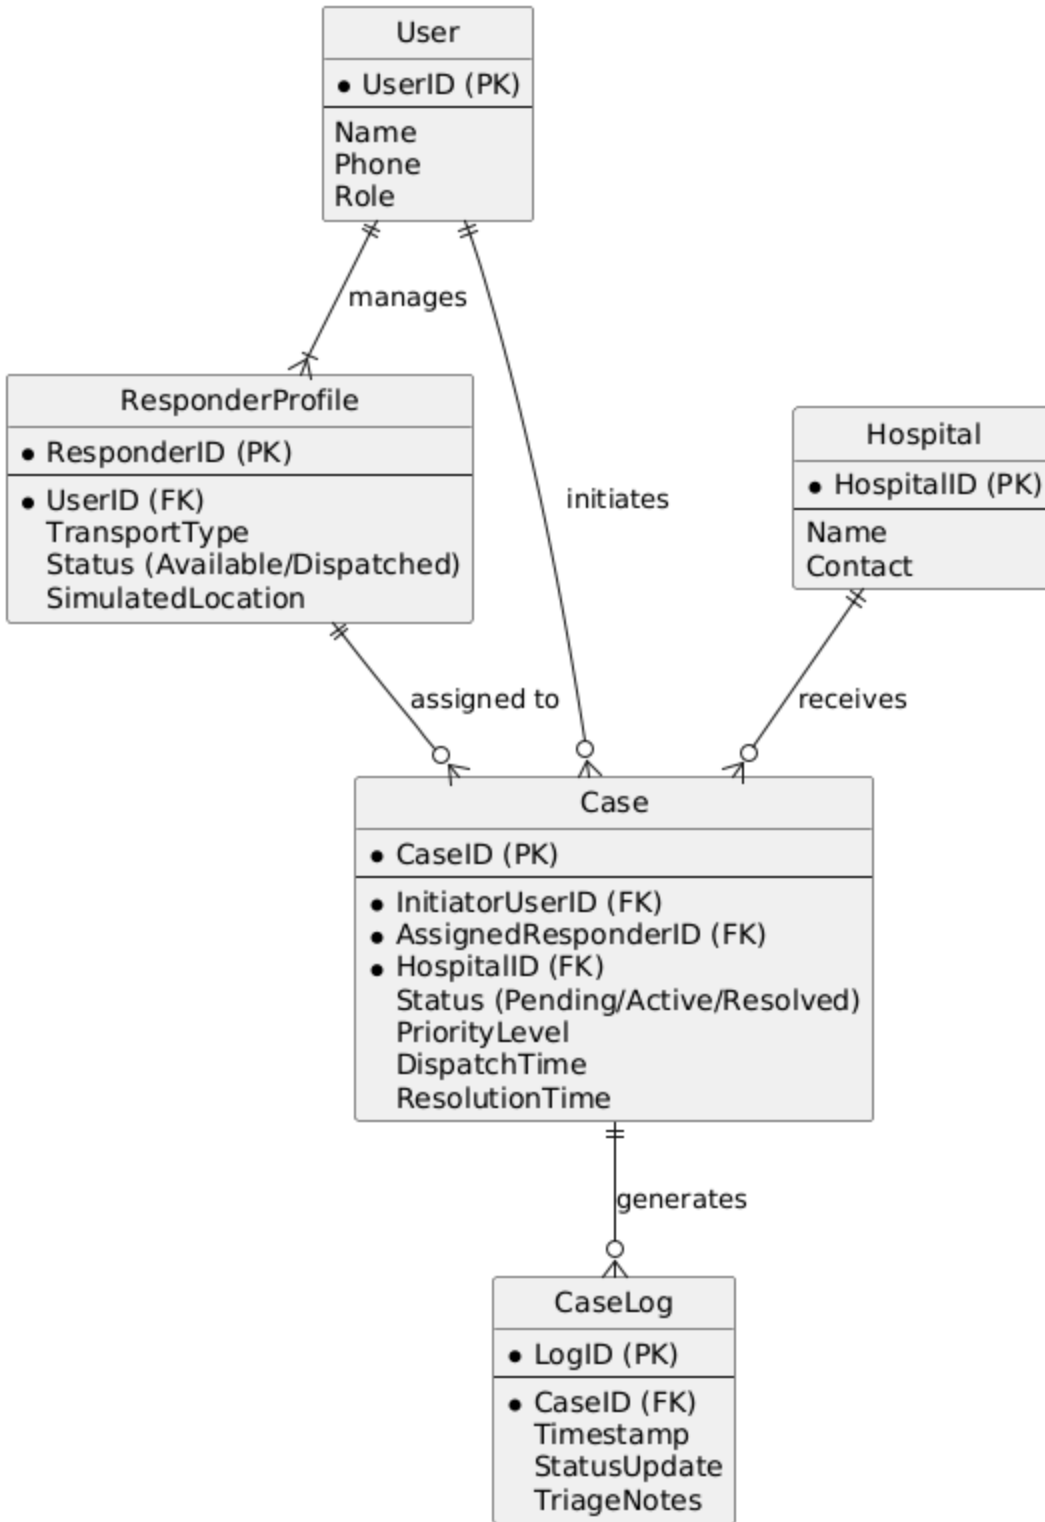 User
UserID (PK)
Name
Phone
Role
manages
ResponderProfile
ResponderID (PK)
UserID (FK)
TransportType
Status (Available/Dispatched)
SimulatedLocation
initiates
Hospital
HospitalID (PK)
Name
Contact
assigned to
receives
Case
CaseID (PK)
InitiatorUserID (FK)
AssignedResponderID (FK)
HospitalID (FK)
Status (Pending/Active/Resolved)
PriorityLevel
DispatchTime
ResolutionTime
generates
CaseLog
LogID (PK)
CaseID (FK)
Timestamp
StatusUpdate
TriageNotes